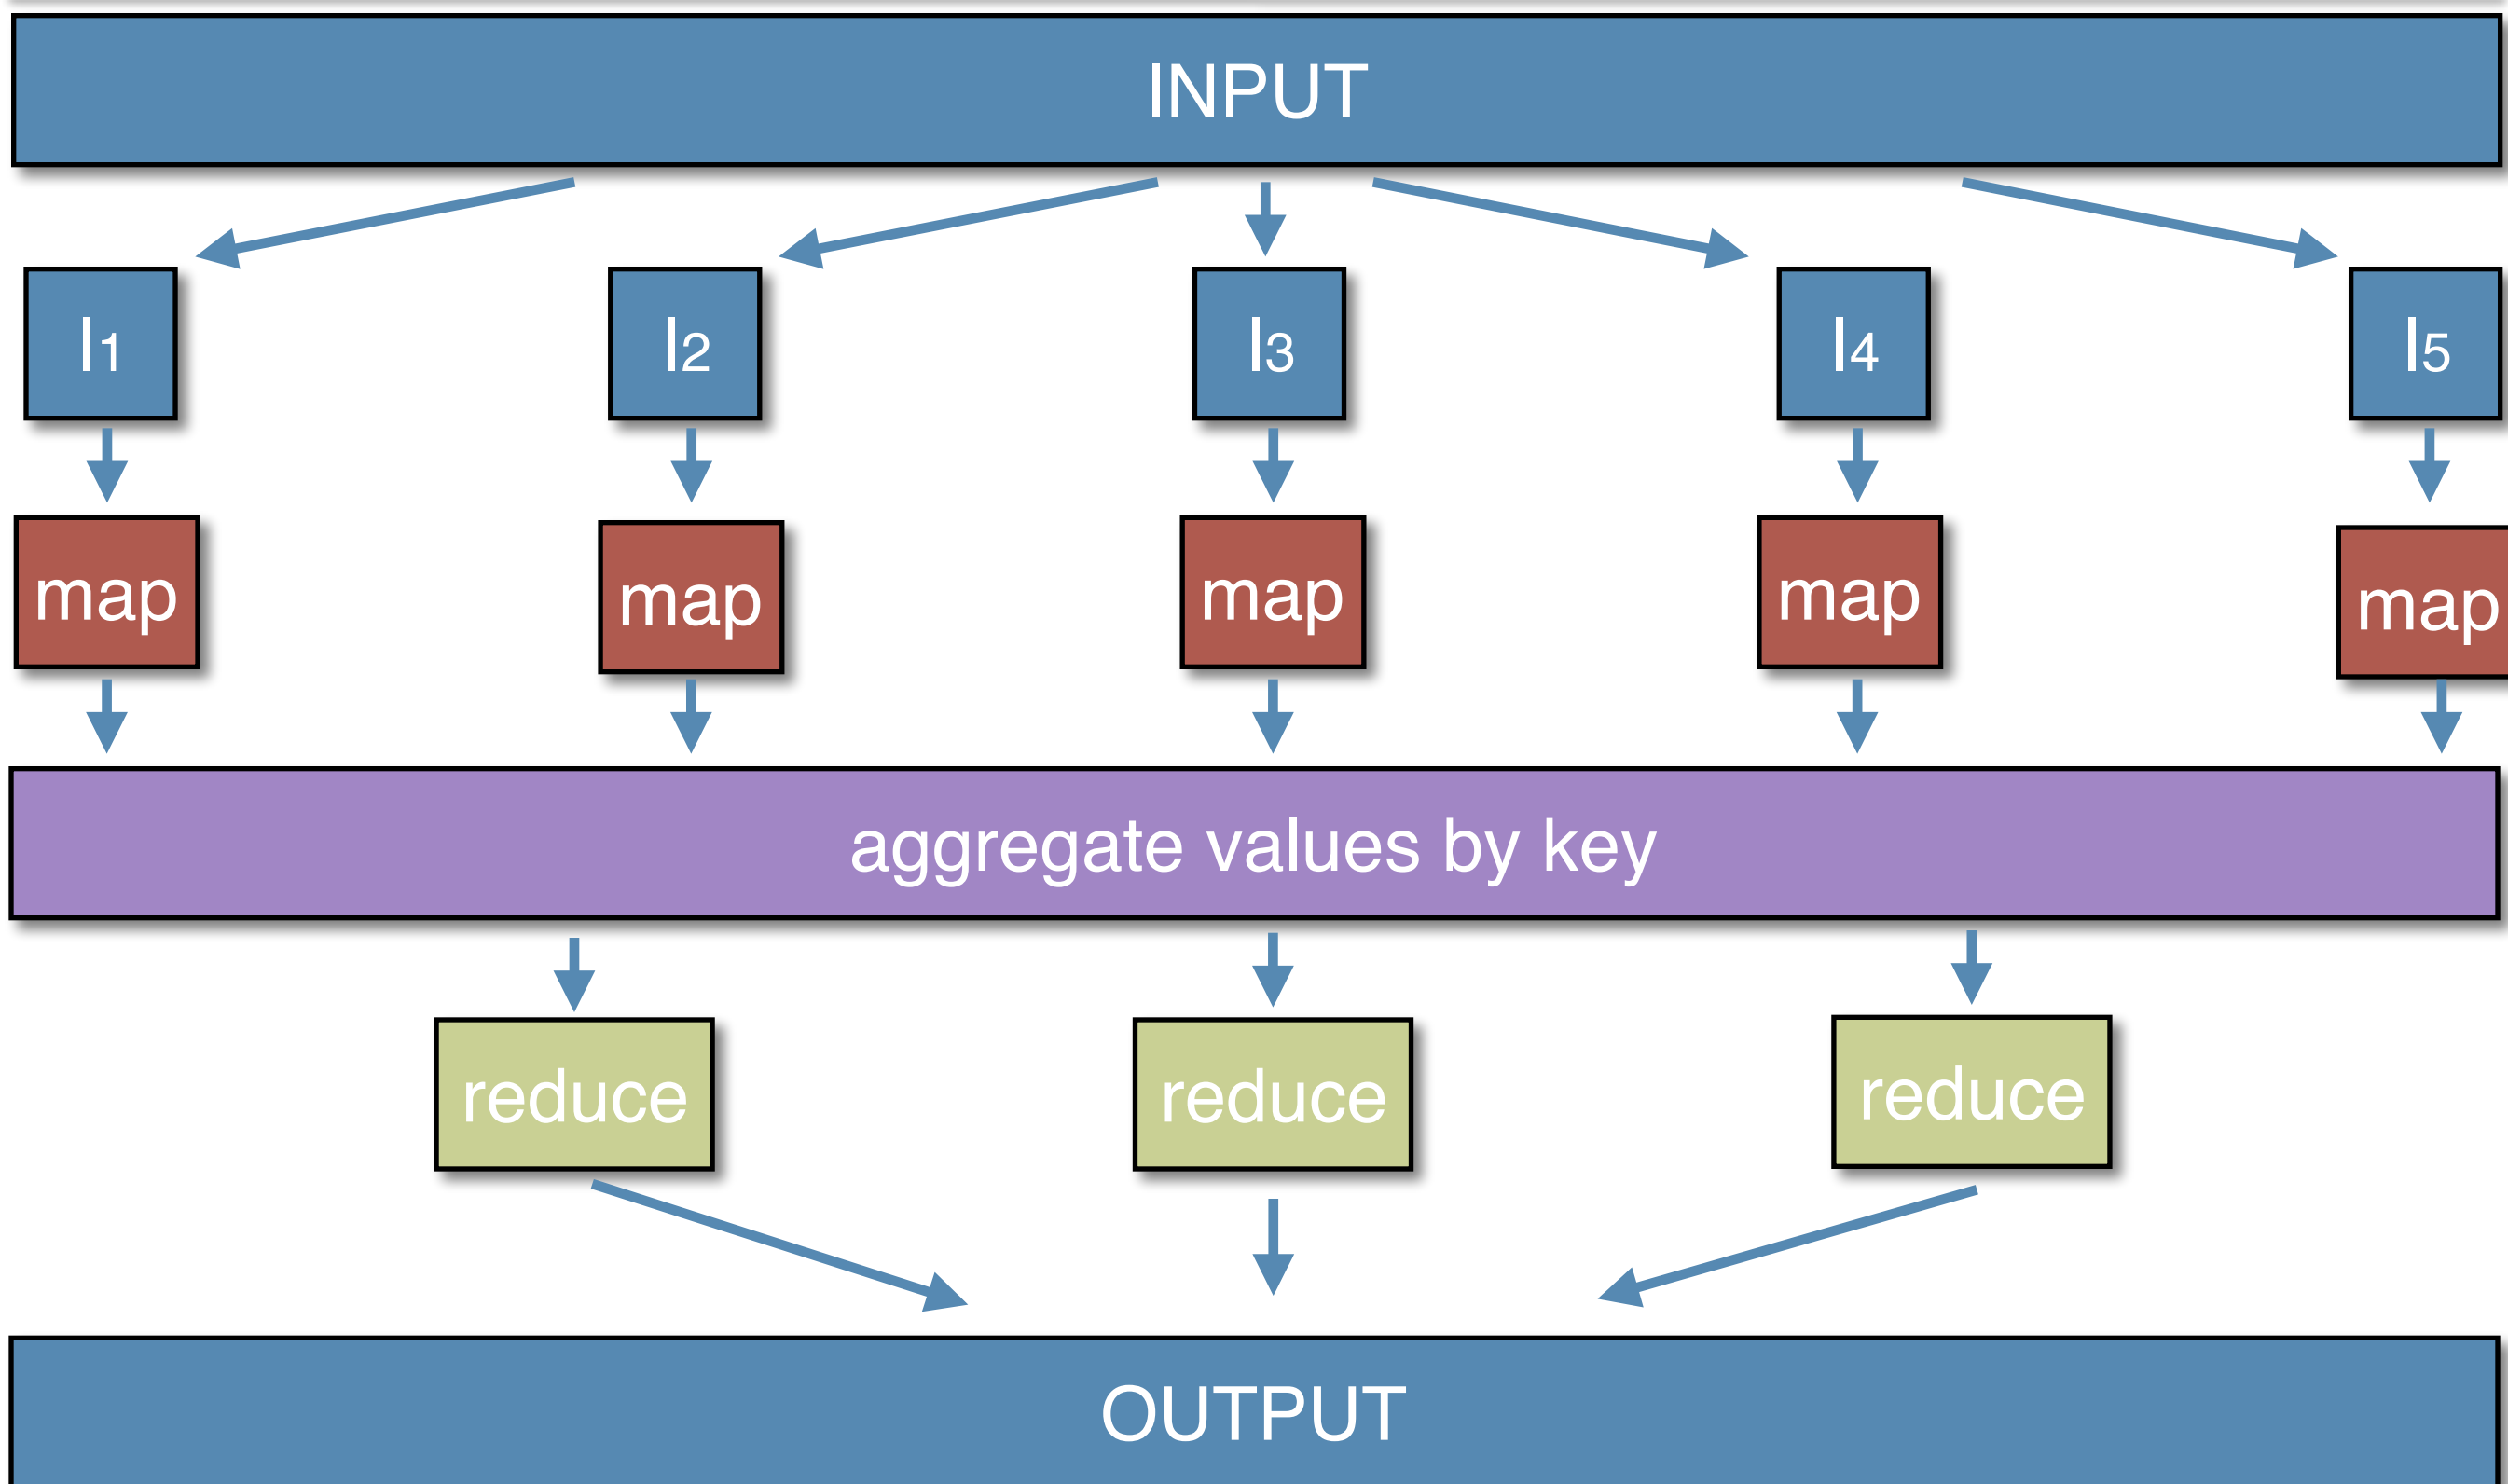 INPUT
I1 I2 I3 I4 I5
map map map map map
aggregate values by key
reduce reduce reduce
OUTPUT